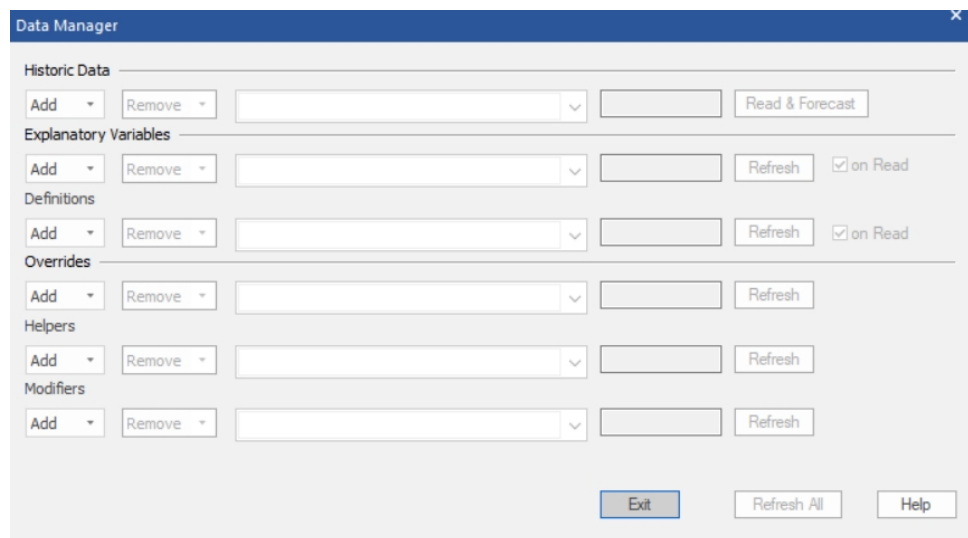 Data Manager
Historic Data
Add Remove Read & Forecast
Explanatory Variables
Add Remove Refresh on Read
Definitions
Add Remove Refresh on Read
Overrides
Add Remove Refresh
Helpers
Add Remove Refresh
Modifiers
Add Remove Refresh
Exit Refresh All Help